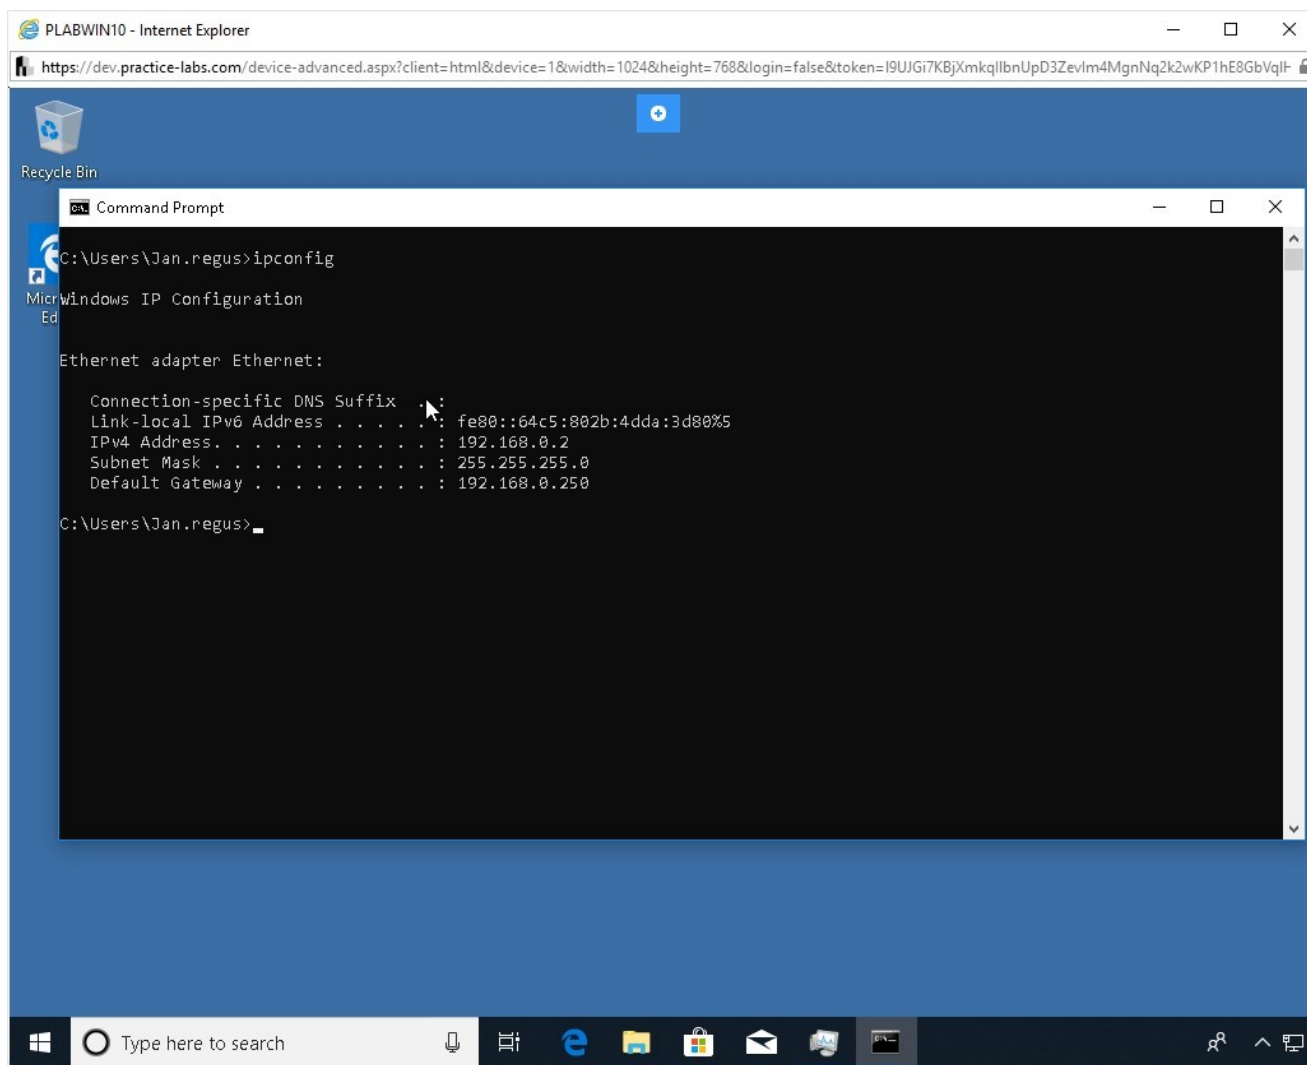 PLABWIN10 - Internet Explorer
https://dev.practice-labs.com/device-advanced.aspx?client=html&device=1&width=1024&height=768&login=false&token=
Recycle Bin
Command Prompt
C:\Users\Jan.regus>ipconfig
Windows IP Configuration
Ethernet adapter Ethernet:
Connection-specific DNS Suffix . :
Link-local IPv6 Address . . . . . : fe80::64c5:802b:4dda:3d80%5
IPv4 Address. . . . . . . . . . . : 192.168.0.2
Subnet Mask . . . . . . . . . . . : 255.255.255.0
Default Gateway . . . . . . . . . : 192.168.0.250
C:\Users\Jan.regus>
Micr
Ed
Type here to search